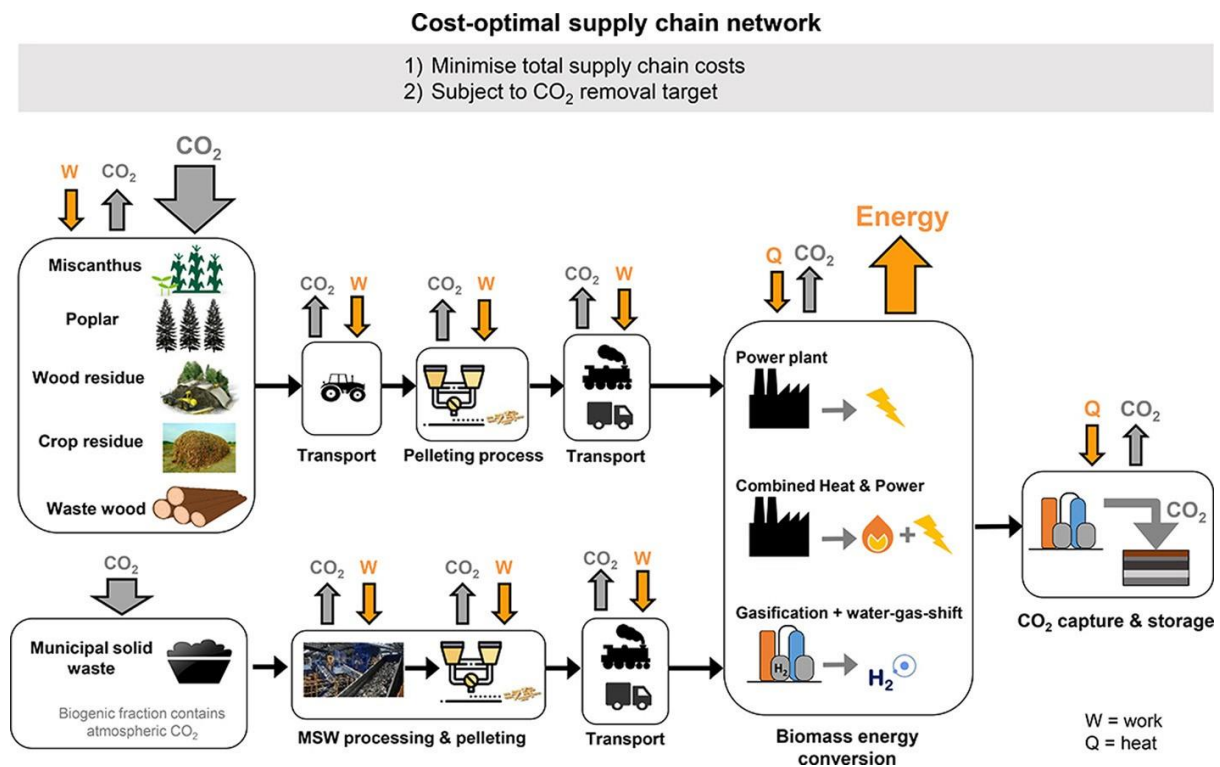 Cost-optimal supply chain network
1) Minimise total supply chain costs
2) Subject to CO₂ removal target
CO₂
W
CO₂
Miscanthus
Poplar
Wood residue
Crop residue
Waste wood
CO₂
W
Transport
CO₂
W
Pelleting process
CO₂
W
Transport
Energy
Q
CO₂
Power plant
Combined Heat & Power
+
Gasification + water-gas-shift
H₂
H₂
Biomass energy
conversion
Q
CO₂
CO₂
CO₂ capture & storage
CO₂
Municipal solid
waste
Biogenic fraction contains
atmospheric CO₂
CO₂
W
CO₂
W
MSW processing & pelleting
CO₂
W
Transport
W = work
Q = heat